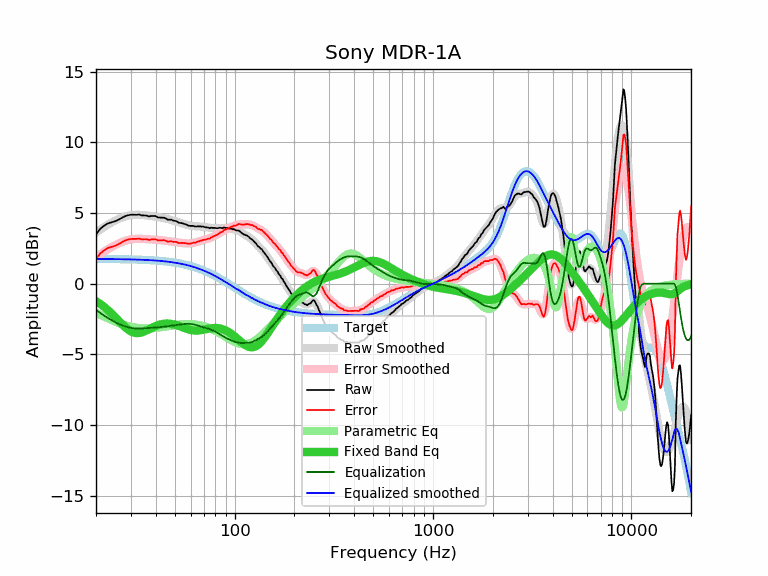 Sony MDR-1A
15
10
5
0
−5
−10
−15
Amplitude (dBr)
Target
Raw Smoothed
Error Smoothed
Raw
Error
Parametric Eq
Fixed Band Eq
Equalization
Equalized smoothed
100
1000
10000
Frequency (Hz)